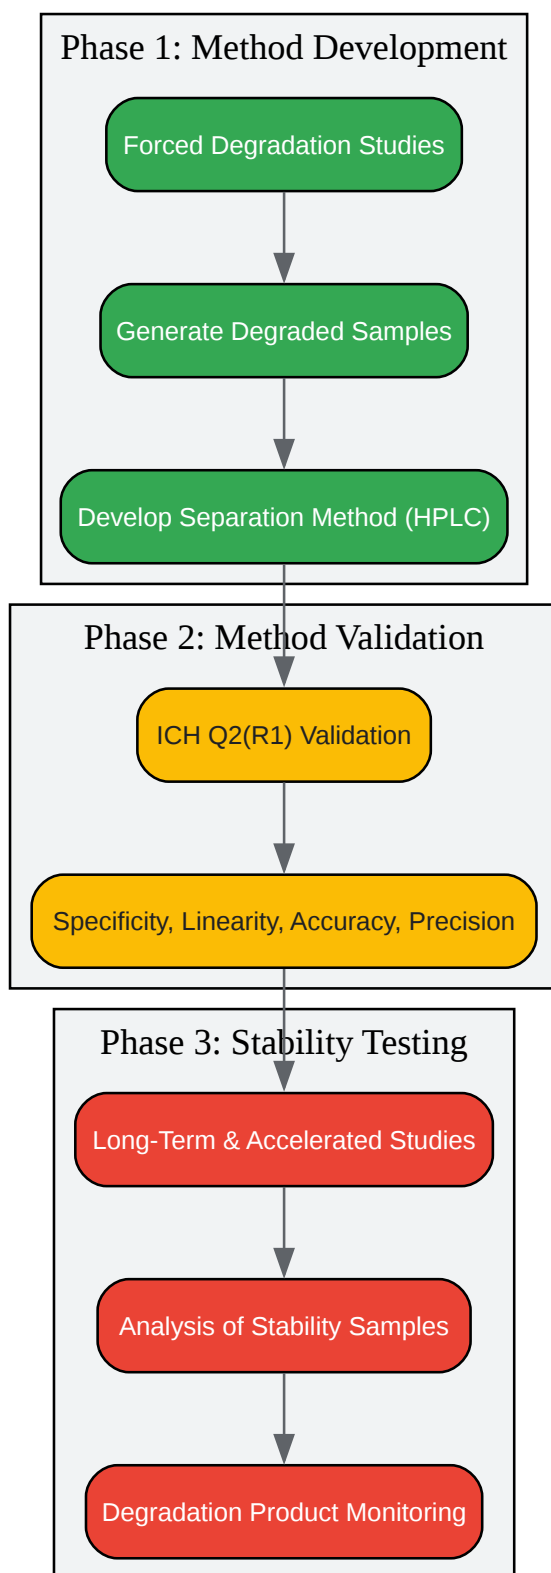 Phase 1: Method Development
Forced Degradation Studies
Generate Degraded Samples
Develop Separation Method (HPLC)
Phase 2: Method Validation
ICH Q2(R1) Validation
Specificity, Linearity, Accuracy, Precision
Phase 3: Stability Testing
Long-Term & Accelerated Studies
Analysis of Stability Samples
Degradation Product Monitoring